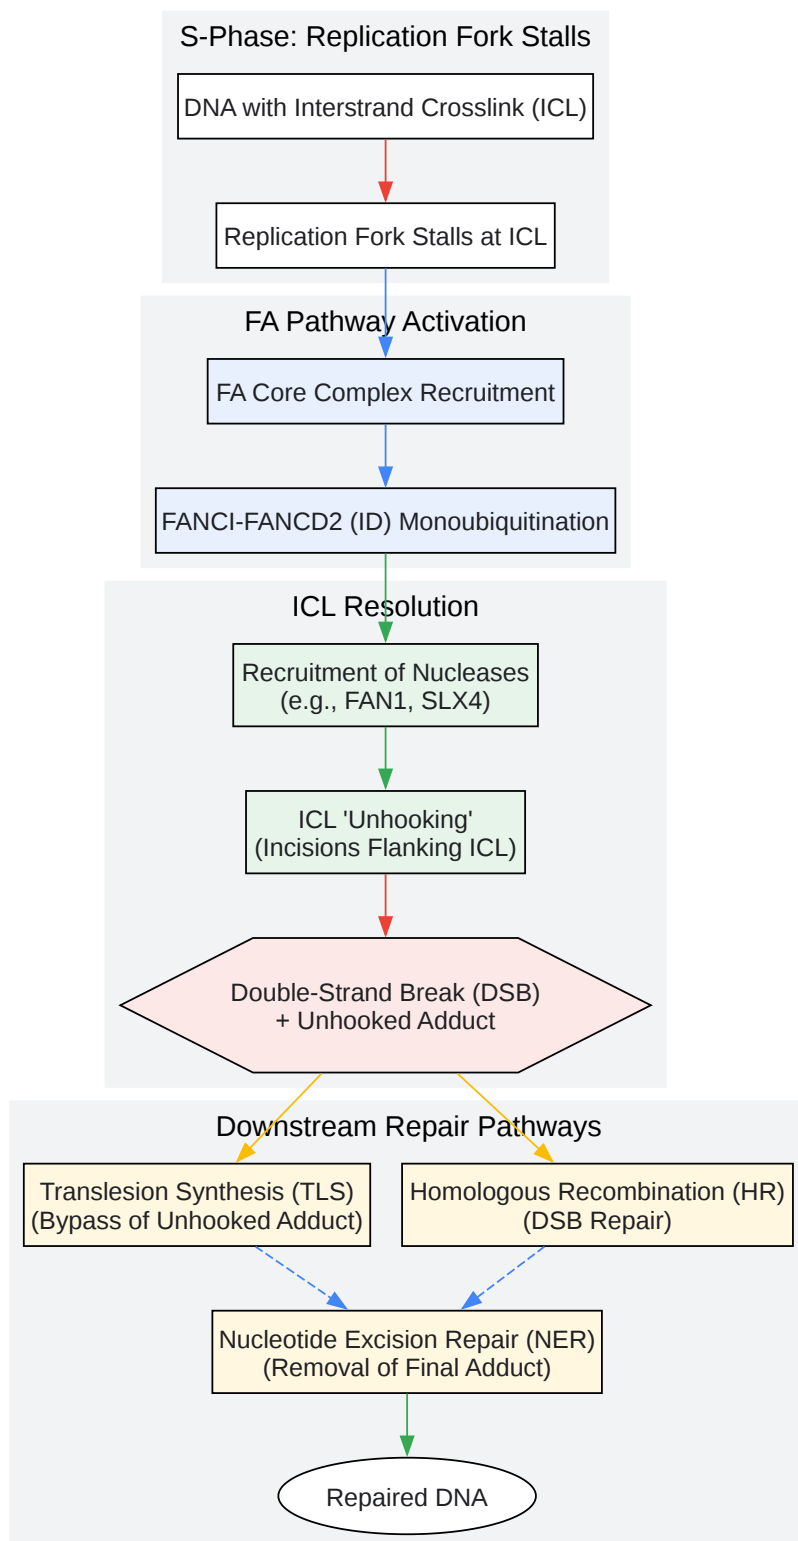 S-Phase: Replication Fork Stalls
DNA with Interstrand Crosslink (ICL)
Replication Fork Stalls at ICL
FA Pathway Activation
FA Core Complex Recruitment
FANCI-FANCD2 (ID) Monoubiquitination
ICL Resolution
Recruitment of Nucleases
(e.g., FAN1, SLX4)
ICL 'Unhooking'
(Incisions Flanking ICL)
Double-Strand Break (DSB)
+ Unhooked Adduct
Downstream Repair Pathways
Translesion Synthesis (TLS)
(Bypass of Unhooked Adduct)
Homologous Recombination (HR)
(DSB Repair)
Nucleotide Excision Repair (NER)
(Removal of Final Adduct)
Repaired DNA